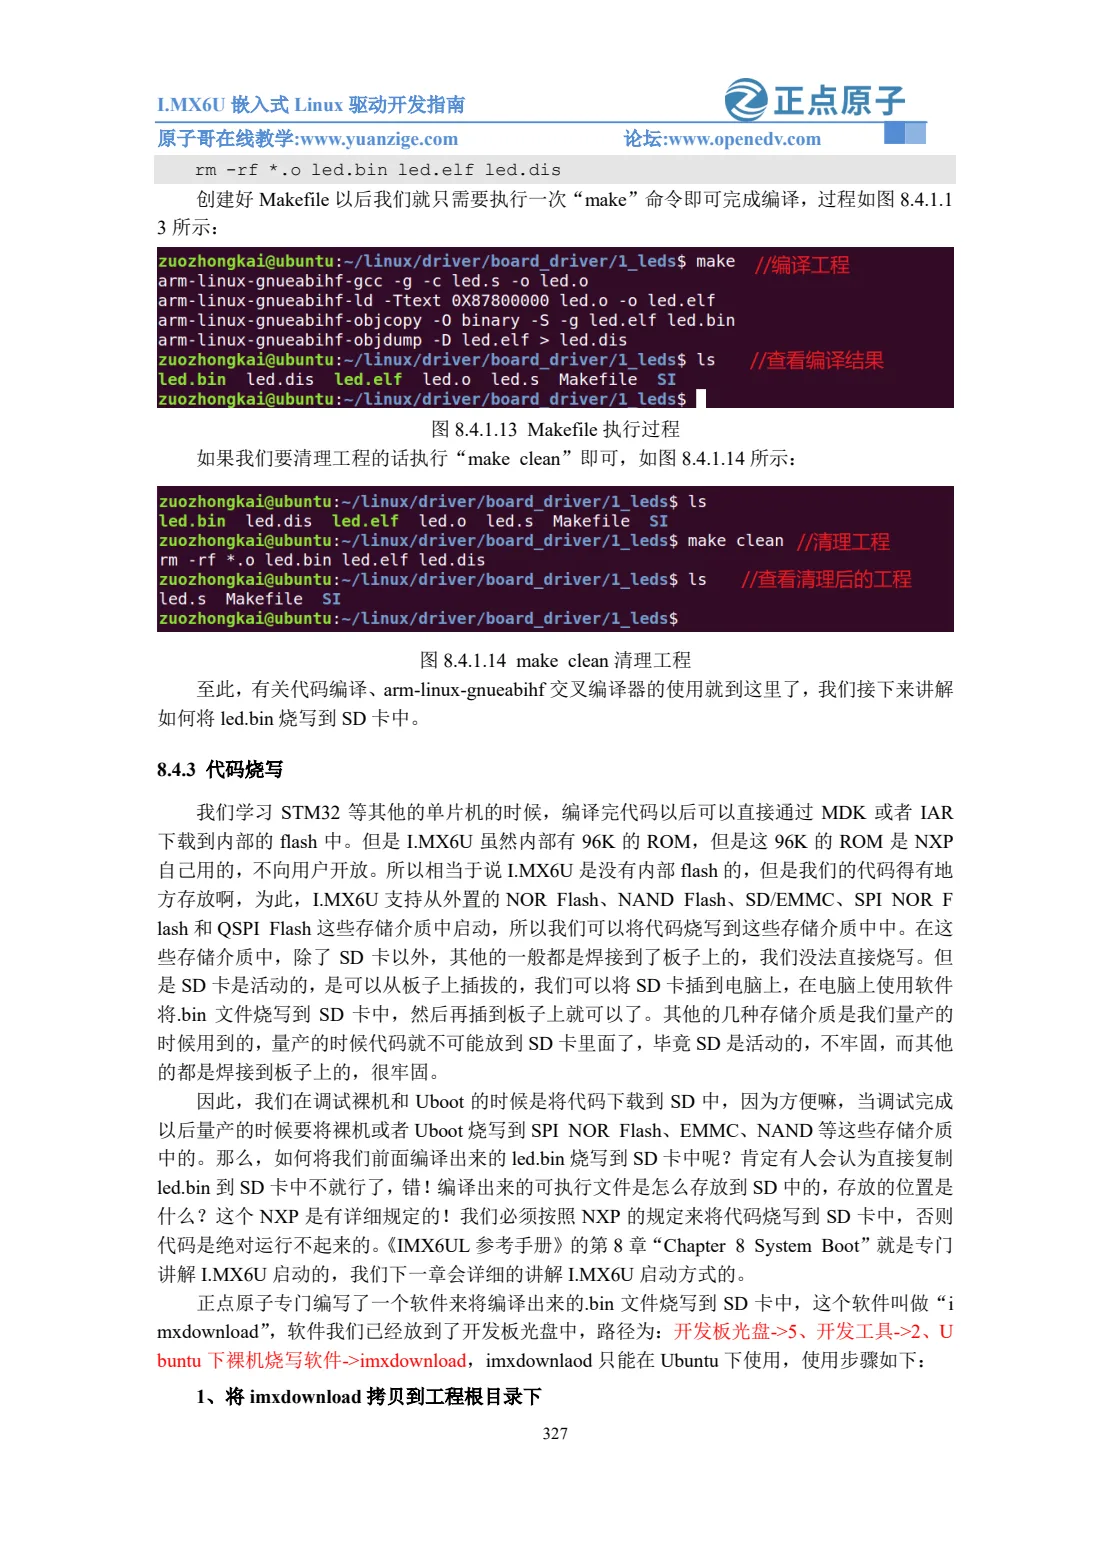 I.MX6U 嵌入式 Linux 驱动开发指南
正点原子
原子哥在线教学:www.yuanzige.com 论坛:www.openedv.com
rm -rf *.o led.bin led.elf led.dis
创建好 Makefile 以后我们就只需要执行一次“make”命令即可完成编译，过程如图 8.4.1.1
3 所示：
zuozhongkai@ubuntu:~/linux/driver/board_driver/1_leds$ make //编译工程
arm-linux-gnueabihf-gcc -g -c led.s -o led.o
arm-linux-gnueabihf-ld -Ttext 0X87800000 led.o -o led.elf
arm-linux-gnueabihf-objcopy -O binary -S -g led.elf led.bin
arm-linux-gnueabihf-objdump -D led.elf > led.dis
zuozhongkai@ubuntu:~/linux/driver/board_driver/1_leds$ ls //查看编译结果
led.bin led.dis led.elf led.o led.s Makefile SI
zuozhongkai@ubuntu:~/linux/driver/board_driver/1_leds$
图 8.4.1.13 Makefile 执行过程
如果我们要清理工程的话执行“make clean”即可，如图 8.4.1.14 所示：
zuozhongkai@ubuntu:~/linux/driver/board_driver/1_leds$ ls
led.bin led.dis led.elf led.o led.s Makefile SI
zuozhongkai@ubuntu:~/linux/driver/board_driver/1_leds$ make clean //清理工程
rm -rf *.o led.bin led.elf led.dis
zuozhongkai@ubuntu:~/linux/driver/board_driver/1_leds$ ls //查看清理后的工程
led.s Makefile SI
zuozhongkai@ubuntu:~/linux/driver/board_driver/1_leds$
图 8.4.1.14 make clean 清理工程
至此，有关代码编译、arm-linux-gnueabihf 交叉编译器的使用就到这里了，我们接下来讲解
如何将 led.bin 烧写到 SD 卡中。
8.4.3 代码烧写
我们学习 STM32 等其他的单片机的时候，编译完代码以后可以直接通过 MDK 或者 IAR
下载到内部的 flash 中。但是 I.MX6U 虽然内部有 96K 的 ROM，但是这 96K 的 ROM 是 NXP
自己用的，不向用户开放。所以相当于说 I.MX6U 是没有内部 flash 的，但是我们的代码得有地
方存放啊，为此，I.MX6U 支持从外置的 NOR Flash、NAND Flash、SD/EMMC、SPI NOR F
lash 和 QSPI Flash 这些存储介质中启动，所以我们可以将代码烧写到这些存储介质中中。在这
些存储介质中，除了 SD 卡以外，其他的一般都是焊接到了板子上的，我们没法直接烧写。但
是 SD 卡是活动的，是可以从板子上插拔的，我们可以将 SD 卡插到电脑上，在电脑上使用软件
将.bin 文件烧写到 SD 卡中，然后再插到板子上就可以了。其他的几种存储介质是我们量产的
时候用到的，量产的时候代码就不可能放到 SD 卡里面了，毕竟 SD 是活动的，不牢固，而其他
的都是焊接到板子上的，很牢固。
因此，我们在调试裸机和 Uboot 的时候是将代码下载到 SD 中，因为方便嘛，当调试完成
以后量产的时候要将裸机或者 Uboot 烧写到 SPI NOR Flash、EMMC、NAND 等这些存储介质
中的。那么，如何将我们前面编译出来的 led.bin 烧写到 SD 卡中呢？肯定有人会认为直接复制
led.bin 到 SD 卡中不就行了，错！编译出来的可执行文件是怎么存放到 SD 中的，存放的位置是
什么？这个 NXP 是有详细规定的！我们必须按照 NXP 的规定来将代码烧写到 SD 卡中，否则
代码是绝对运行不起来的。《IMX6UL 参考手册》的第 8 章“Chapter 8 System Boot”就是专门
讲解 I.MX6U 启动的，我们下一章会详细的讲解 I.MX6U 启动方式的。
正点原子专门编写了一个软件来将编译出来的.bin 文件烧写到 SD 卡中，这个软件叫做“i
mxdownload”，软件我们已经放到了开发板光盘中，路径为：开发板光盘->5、开发工具->2、U
buntu 下裸机烧写软件->imxdownload，imxdownlaod 只能在 Ubuntu 下使用，使用步骤如下：
1、将 imxdownload 拷贝到工程根目录下
327